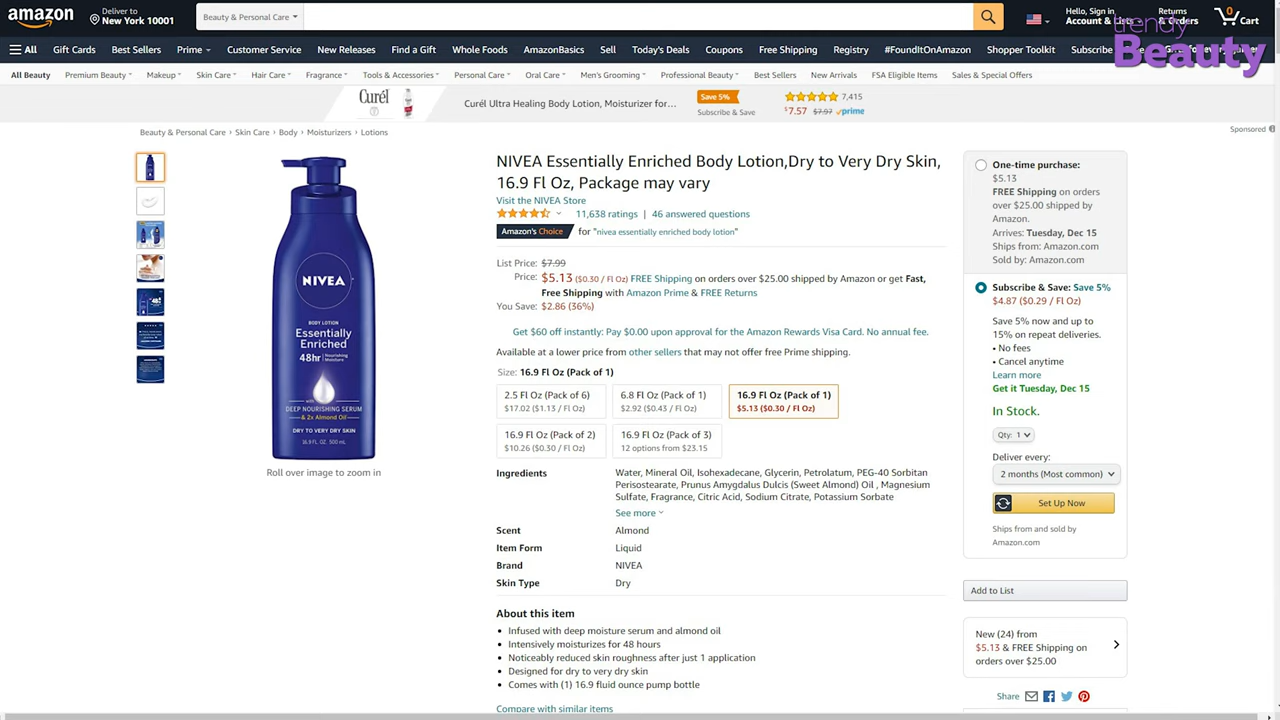 amazon
Deliver to
New York 10001
Beauty & Personal Care
Hello, Sign in
Account & Lists
Returns
& Orders
0
Cart
trendy
Beauty
All
Gift Cards
Best Sellers
Prime
Customer Service
New Releases
Find a Gift
Whole Foods
AmazonBasics
Sell
Today's Deals
Coupons
Free Shipping
Registry
#FoundItOnAmazon
Shopper Toolkit
Subscribe
All Beauty
Premium Beauty
Makeup
Skin Care
Hair Care
Fragrance
Tools & Accessories
Personal Care
Oral Care
Men's Grooming
Professional Beauty
Best Sellers
New Arrivals
FSA Eligible Items
Sales & Special Offers
Curél
Curél Ultra Healing Body Lotion, Moisturizer for...
Save 5%
Subscribe & Save
7,415
$7.57 $7.97 prime
Sponsored
Beauty & Personal Care › Skin Care › Body › Moisturizers › Lotions
NIVEA
BODY LOTION
Essentially
Enriched
48hr Nourishing Moisture
with
DEEP NOURISHING SERUM
& 2x Almond Oil
DRY TO VERY DRY SKIN
16.9 FL OZ. 500 mL
Roll over image to zoom in
NIVEA Essentially Enriched Body Lotion,Dry to Very Dry Skin,
16.9 Fl Oz, Package may vary
Visit the NIVEA Store
11,638 ratings | 46 answered questions
Amazon's Choice for "nivea essentially enriched body lotion"
List Price: $7.99
Price: $5.13 ($0.30 / Fl Oz) FREE Shipping on orders over $25.00 shipped by Amazon or get Fast,
Free Shipping with Amazon Prime & FREE Returns
You Save: $2.86 (36%)
Get $60 off instantly: Pay $0.00 upon approval for the Amazon Rewards Visa Card. No annual fee.
Available at a lower price from other sellers that may not offer free Prime shipping.
Size: 16.9 Fl Oz (Pack of 1)
2.5 Fl Oz (Pack of 6)
$17.02 ($1.13 / Fl Oz)
6.8 Fl Oz (Pack of 1)
$2.92 ($0.43 / Fl Oz)
16.9 Fl Oz (Pack of 1)
$5.13 ($0.30 / Fl Oz)
16.9 Fl Oz (Pack of 2)
$10.26 ($0.30 / Fl Oz)
16.9 Fl Oz (Pack of 3)
12 options from $23.15
Ingredients
Water, Mineral Oil, Isohexadecane, Glycerin, Petrolatum, PEG-40 Sorbitan
Perisostearate, Prunus Amygdalus Dulcis (Sweet Almond) Oil , Magnesium
Sulfate, Fragrance, Citric Acid, Sodium Citrate, Potassium Sorbate
See more
Scent Almond
Item Form Liquid
Brand NIVEA
Skin Type Dry
About this item
• Infused with deep moisture serum and almond oil
• Intensively moisturizes for 48 hours
• Noticeably reduced skin roughness after just 1 application
• Designed for dry to very dry skin
• Comes with (1) 16.9 fluid ounce pump bottle
Compare with similar items
One-time purchase:
$5.13
FREE Shipping on orders
over $25.00 shipped by
Amazon.
Arrives: Tuesday, Dec 15
Ships from: Amazon.com
Sold by: Amazon.com
Subscribe & Save: Save 5%
$4.87 ($0.29 / Fl Oz)
Save 5% now and up to
15% on repeat deliveries.
• No fees
• Cancel anytime
Learn more
Get it Tuesday, Dec 15
In Stock.
Qty: 1
Deliver every:
2 months (Most common)
Set Up Now
Ships from and sold by
Amazon.com
Add to List
New (24) from
$5.13 & FREE Shipping on
orders over $25.00
Share